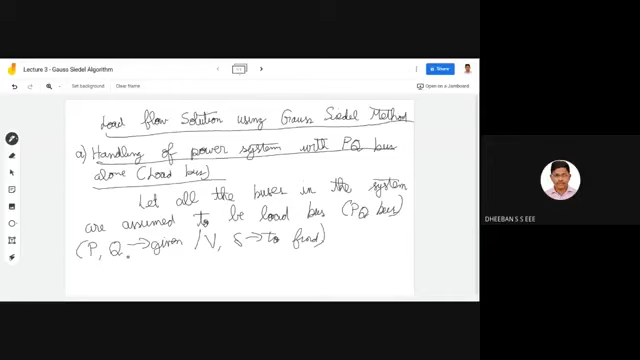 Lecture 3 - Gauss Siedel Algorithm
Share
Set background
Clear frame
Open on a Jamboard
Load flow Solution using Gauss Siedel Method
a) Handling of power system with PQ bus
alone (Load bus)
Let all the buses in the system
are assumed to be load bus (PQ bus)
(P, Q → given / V, δ → to find)
DHEEBAN S S EEE